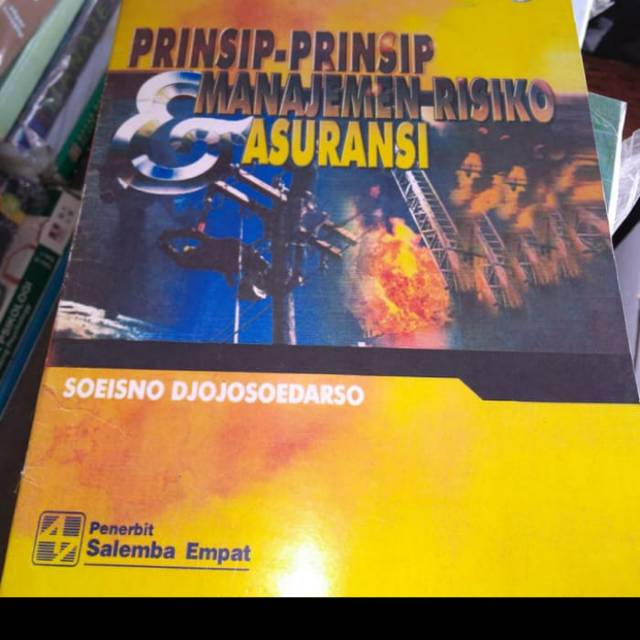 PRINSIP-PRINSIP
MANAJEMEN RISIKO
& ASURANSI
SOEISNO DJOJOSOEDARSO
Penerbit
Salemba Empat